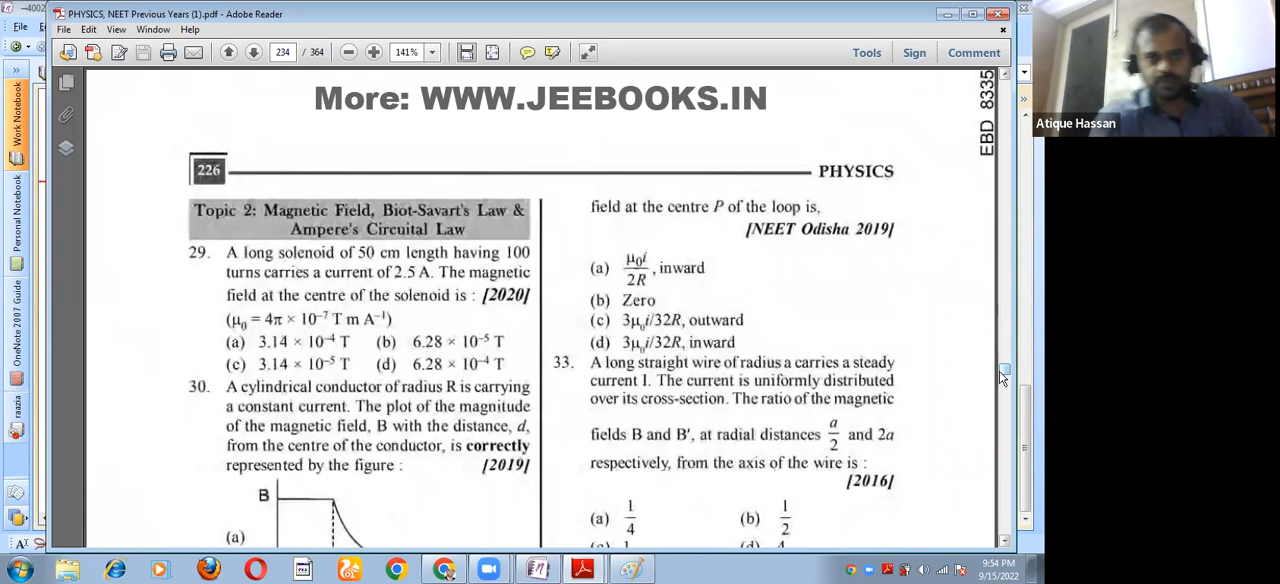 PHYSICS, NEET Previous Years (1).pdf - Adobe Reader
File Edit View Window Help
234 / 364 141% Tools Sign Comment
File
Work Notebook
Personal Notebook
OneNote 2007 Guide
raazia
More: WWW.JEEBOOKS.IN
EBD 8335
226 PHYSICS
Topic 2: Magnetic Field, Biot-Savart's Law &
Ampere's Circuital Law
29. A long solenoid of 50 cm length having 100
turns carries a current of 2.5 A. The magnetic
field at the centre of the solenoid is : [2020]
(μ₀ = 4π × 10⁻⁷ T m A⁻¹)
(a) 3.14 × 10⁻⁴ T (b) 6.28 × 10⁻⁵ T
(c) 3.14 × 10⁻⁵ T (d) 6.28 × 10⁻⁴ T
30. A cylindrical conductor of radius R is carrying
a constant current. The plot of the magnitude
of the magnetic field, B with the distance, d,
from the centre of the conductor, is correctly
represented by the figure : [2019]
B
(a)
field at the centre P of the loop is,
[NEET Odisha 2019]
(a) μ₀i/2R, inward
(b) Zero
(c) 3μ₀i/32R, outward
(d) 3μ₀i/32R, inward
33. A long straight wire of radius a carries a steady
current I. The current is uniformly distributed
over its cross-section. The ratio of the magnetic
fields B and B', at radial distances a/2 and 2a
respectively, from the axis of the wire is :
[2016]
(a) 1/4 (b) 1/2
Atique Hassan
9:54 PM
9/15/2022